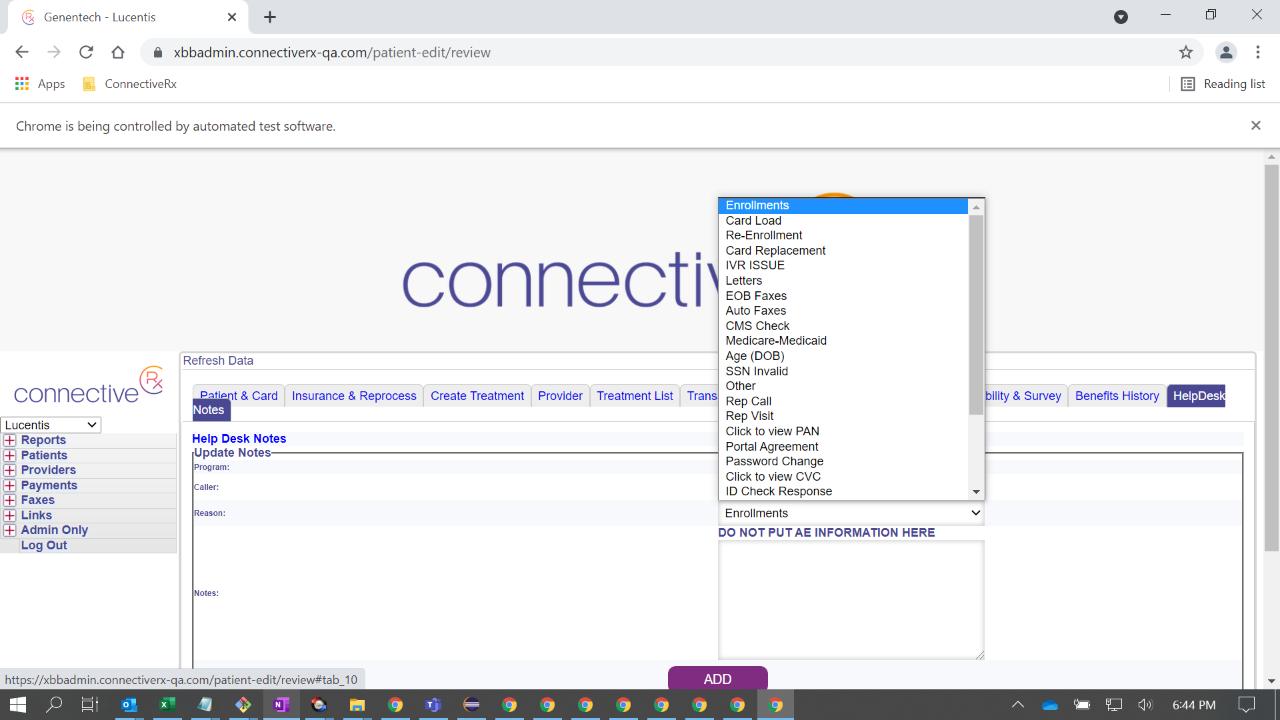 Genentech - Lucentis
xbbadmin.connectiverx-qa.com/patient-edit/review
Apps
ConnectiveRx
Reading list
Chrome is being controlled by automated test software.
connecti
Enrollments
Card Load
Re-Enrollment
Card Replacement
IVR ISSUE
Letters
EOB Faxes
Auto Faxes
CMS Check
Medicare-Medicaid
Age (DOB)
SSN Invalid
Other
Rep Call
Rep Visit
Click to view PAN
Portal Agreement
Password Change
Click to view CVC
ID Check Response
connective Rx
Lucentis
Reports
Patients
Providers
Payments
Faxes
Links
Admin Only
Log Out
Refresh Data
Patient & Card Insurance & Reprocess Create Treatment Provider Treatment List Trans bility & Survey Benefits History HelpDesk
Notes
Help Desk Notes
Update Notes
Program:
Caller:
Reason:
Enrollments
DO NOT PUT AE INFORMATION HERE
Notes:
ADD
https://xbbadmin.connectiverx-qa.com/patient-edit/review#tab_10
6:44 PM